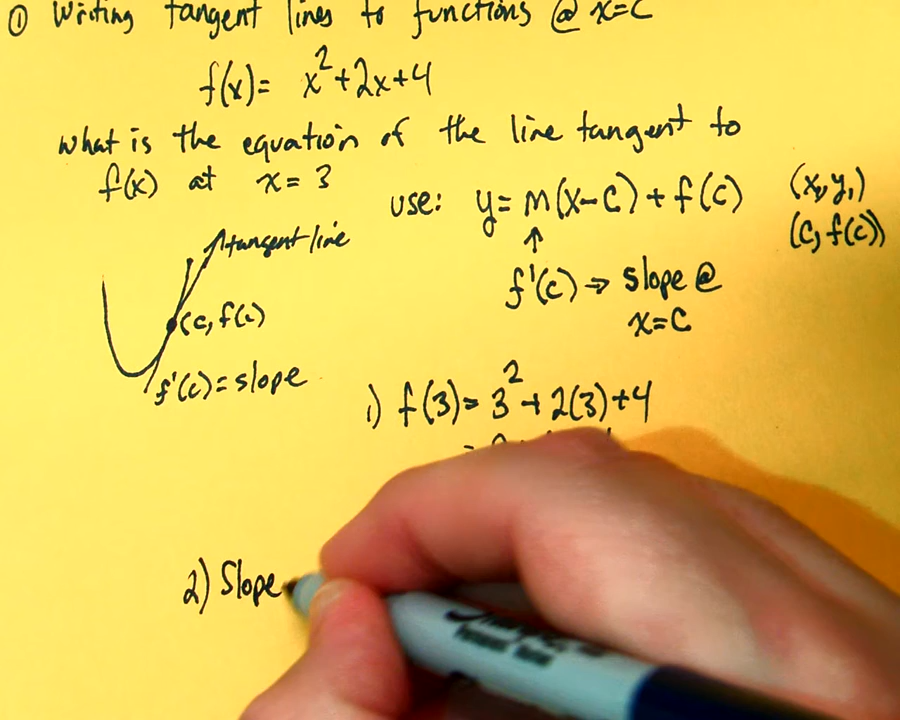 ① Writing tangent lines to functions @ x=c
f(x)= x²+2x+4
what is the equation of the line tangent to
f(x) at x=3
use: y=m(x-c)+f(c) (x₁,y₁)
↑ (c,f(c))
f'(c) → slope @
x=c
tangent line
(c,f(c)
f'(c)=slope
1) f(3)= 3²+2(3)+4
2) Slope